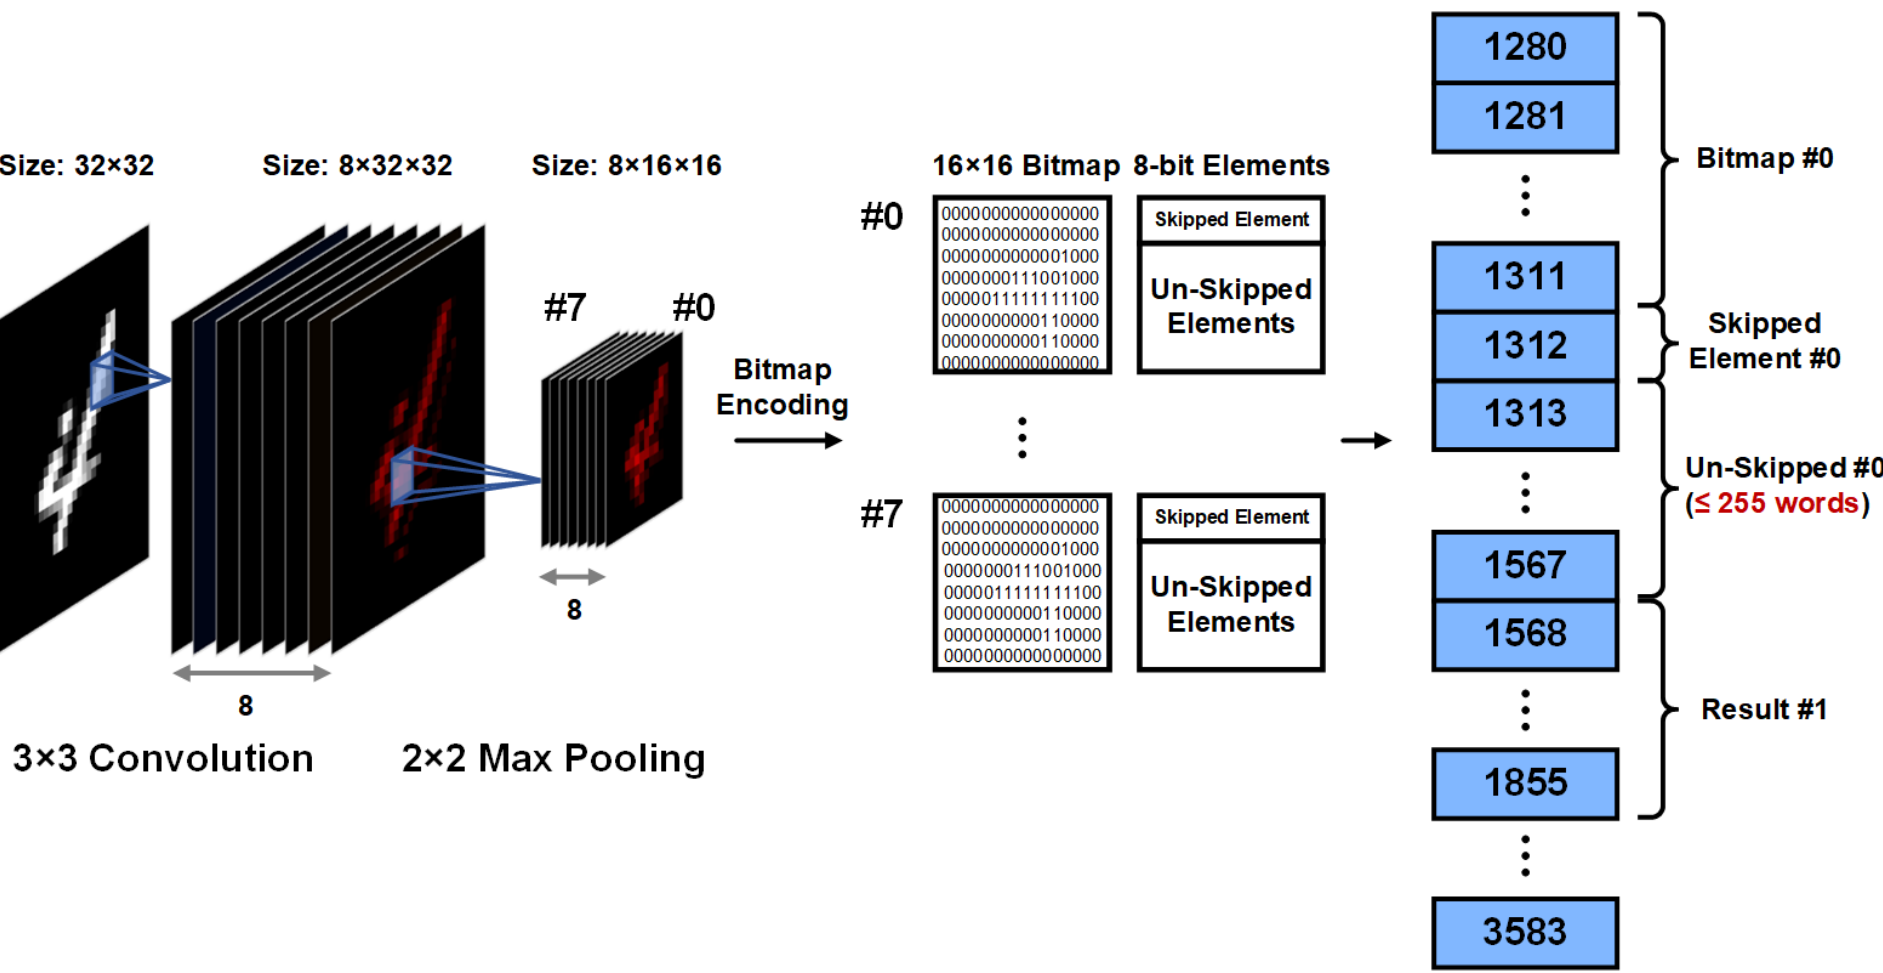 Size: 32×32
Size: 8×32×32
Size: 8×16×16
#7
#0
8
8
3×3 Convolution
2×2 Max Pooling
Bitmap
Encoding
16×16 Bitmap
8-bit Elements
#0
0000000000000000
0000000000000000
0000000000001000
0000000111001000
0000011111111100
0000000000110000
0000000000110000
0000000000000000
Skipped Element
Un-Skipped
Elements
#7
0000000000000000
0000000000000000
0000000000001000
0000000111001000
0000011111111100
0000000000110000
0000000000110000
0000000000000000
Skipped Element
Un-Skipped
Elements
1280
1281
1311
1312
1313
1567
1568
1855
3583
Bitmap #0
Skipped
Element #0
Un-Skipped #0
(≤ 255 words)
Result #1